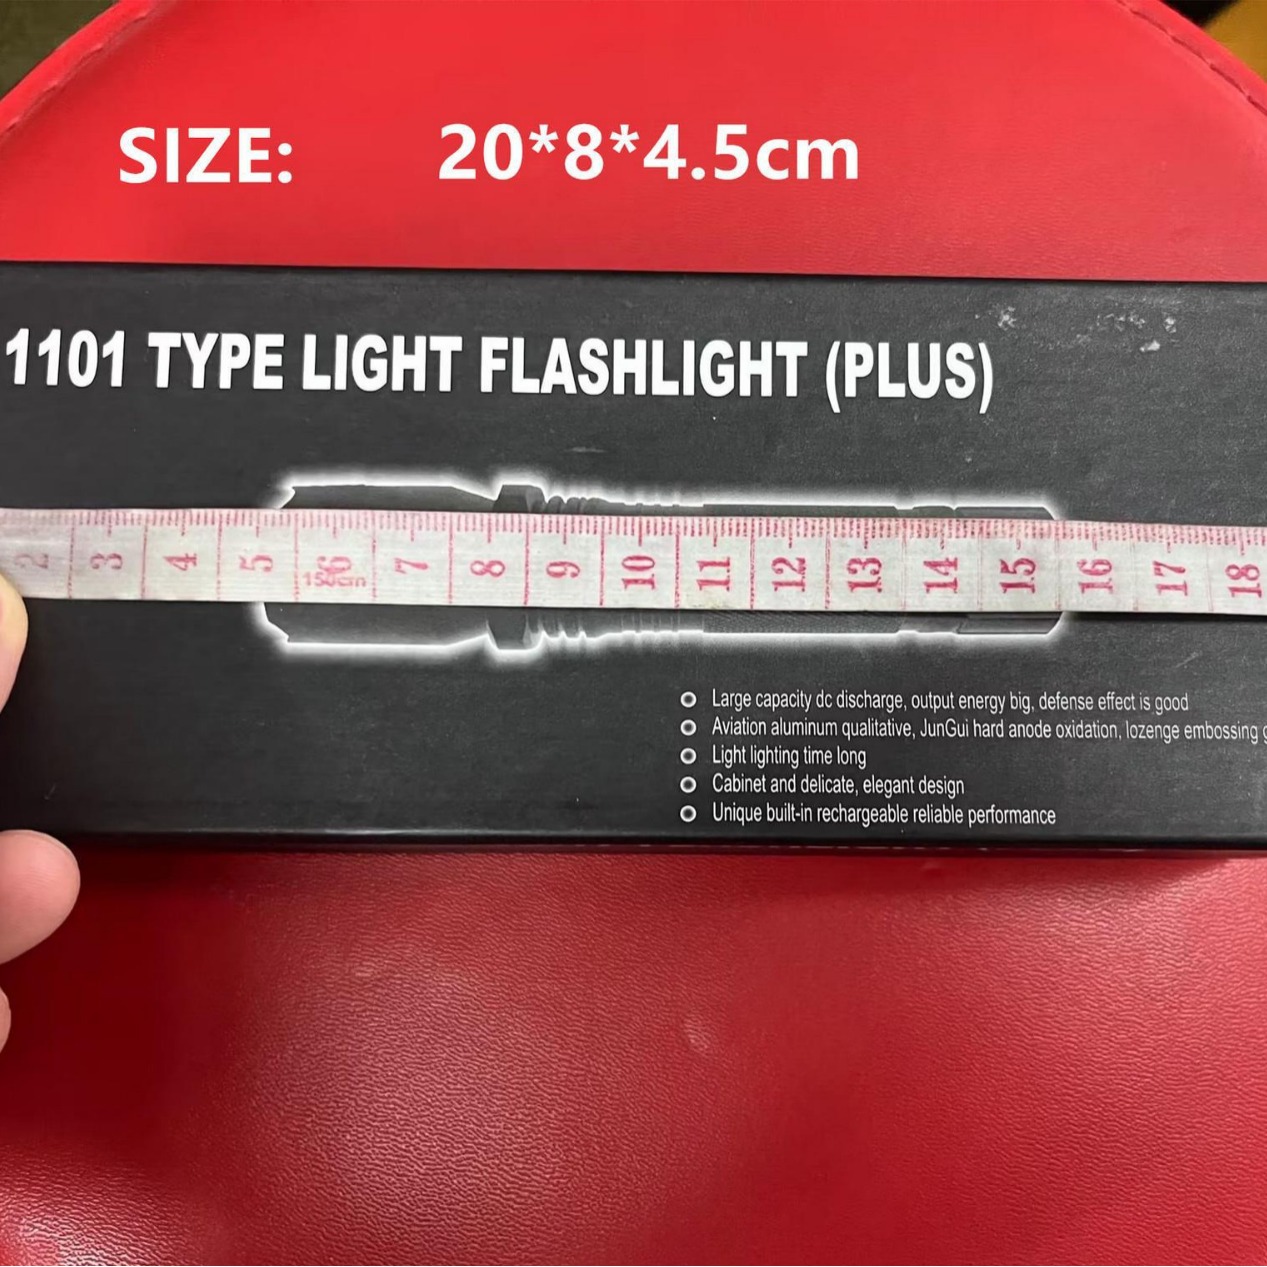 SIZE: 20*8*4.5cm
1101 TYPE LIGHT FLASHLIGHT (PLUS)
2 3 4 5 6 7 8 9 10 11 12 13 14 15 16 17 18
150cm
Large capacity dc discharge, output energy big, defense effect is good
Aviation aluminum qualitative, JunGui hard anode oxidation, lozenge embossing
Light lighting time long
Cabinet and delicate, elegant design
Unique built-in rechargeable reliable performance